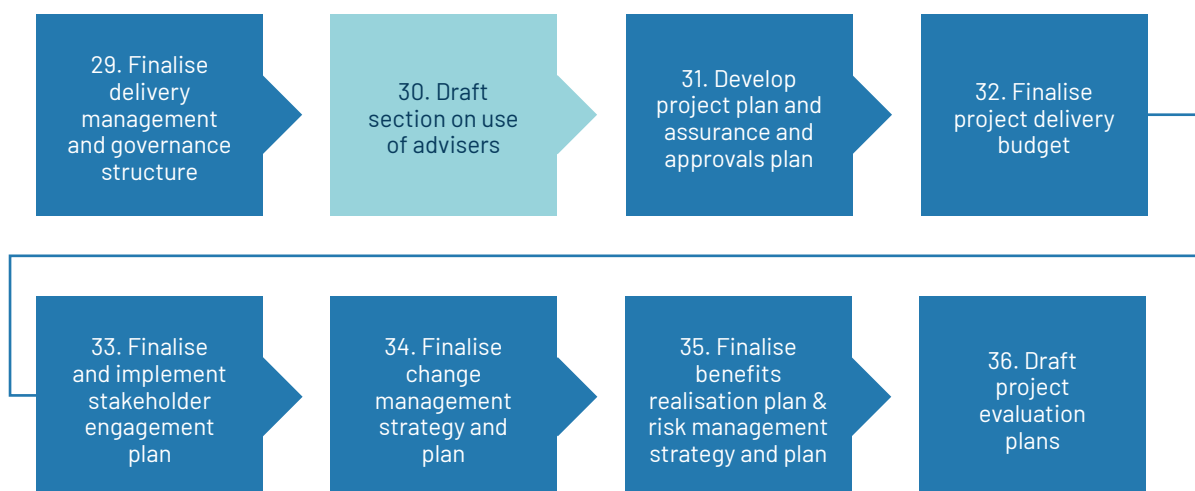 29. Finalise
delivery
management
and governance
structure
30. Draft
section on use
of advisers
31. Develop
project plan and
assurance and
approvals plan
32. Finalise
project delivery
budget
33. Finalise
and implement
stakeholder
engagement
plan
34. Finalise
change
management
strategy and
plan
35. Finalise
benefits
realisation plan &
risk management
strategy and plan
36. Draft
project
evaluation
plans